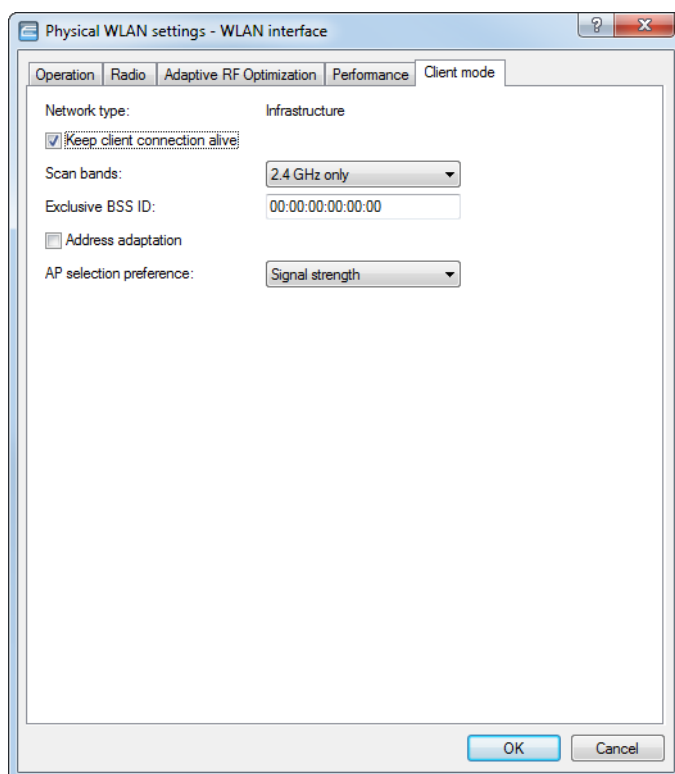 Physical WLAN settings - WLAN interface
Operation Radio Adaptive RF Optimization Performance Client mode
Network type: Infrastructure
Keep client connection alive
Scan bands: 2.4 GHz only
Exclusive BSS ID: 00:00:00:00:00:00
Address adaptation
AP selection preference: Signal strength
OK Cancel